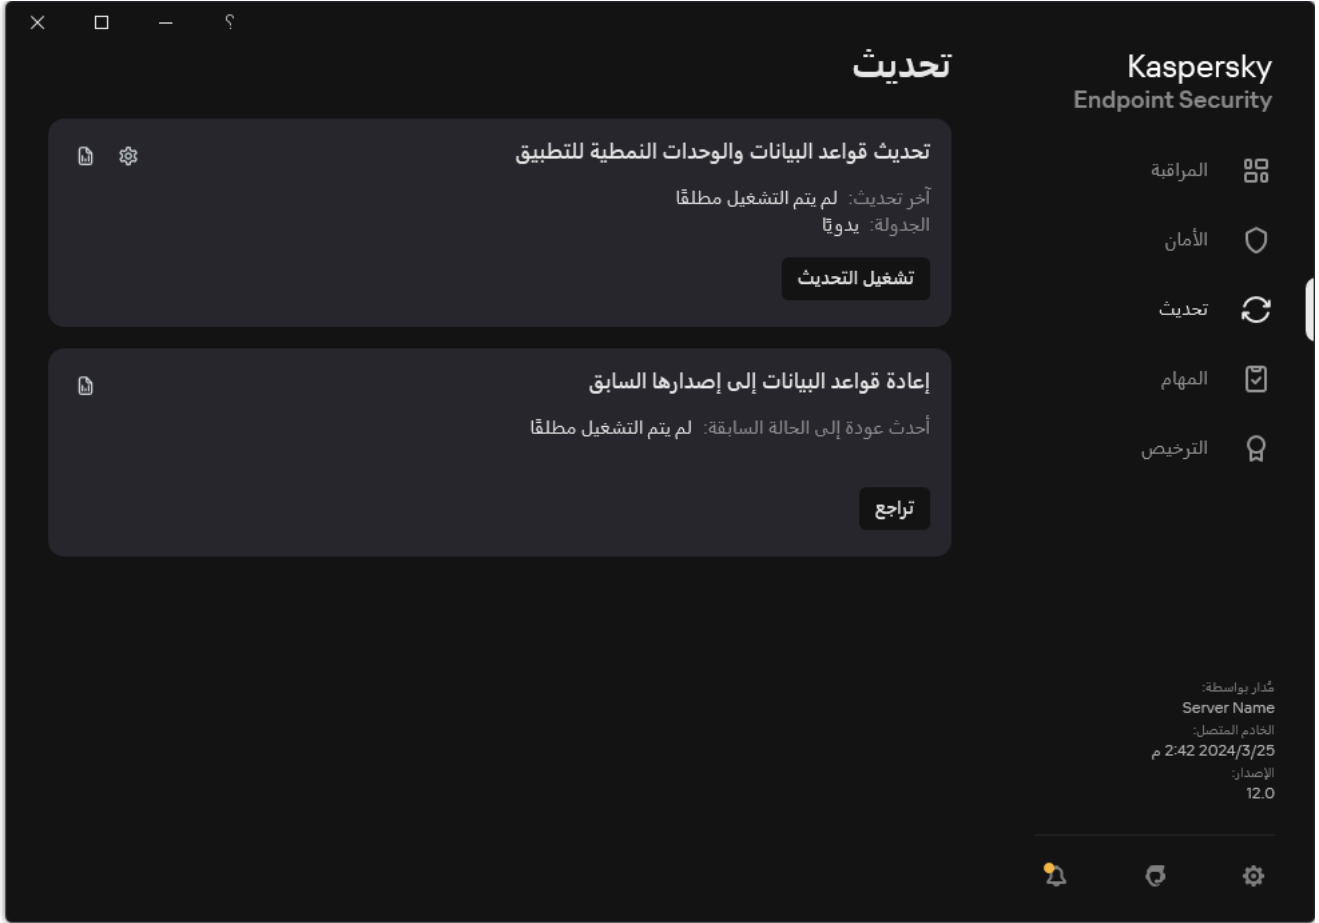 ؟
Kaspersky
Endpoint Security
المراقبة
الأمان
تحديث
المهام
الترخيص
مُدار بواسطة:
Server Name
الخادم المتصل:
2024/3/25 2:42 م
الإصدار:
12.0
تحديث
تحديث قواعد البيانات والوحدات النمطية للتطبيق
آخر تحديث: لم يتم التشغيل مطلقًا
الجدولة: يدويًا
تشغيل التحديث
إعادة قواعد البيانات إلى إصدارها السابق
أحدث عودة إلى الحالة السابقة: لم يتم التشغيل مطلقًا
تراجع